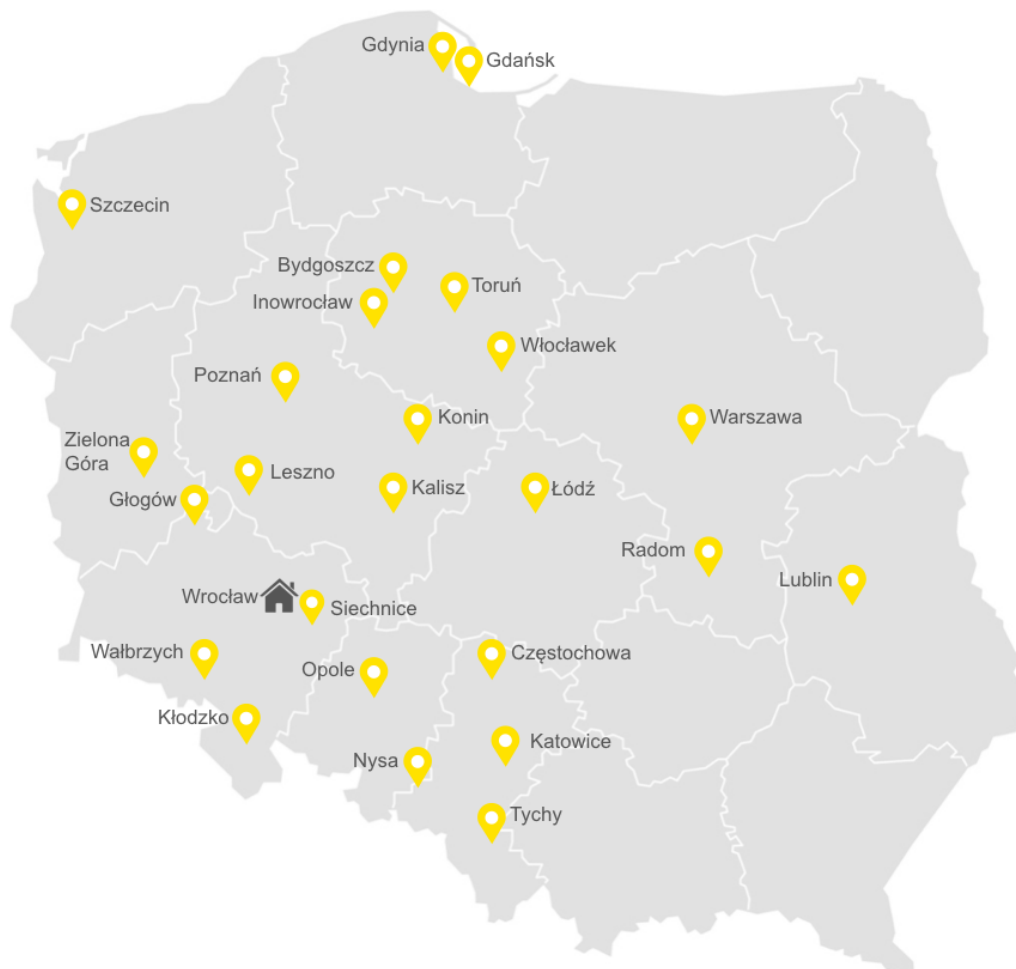 Gdynia
Gdańsk
Szczecin
Bydgoszcz
Toruń
Inowrocław
Włocławek
Poznań
Konin
Warszawa
Zielona
Góra
Leszno
Kalisz
Łódź
Głogów
Radom
Lublin
Wrocław
Siechnice
Wałbrzych
Częstochowa
Opole
Kłodzko
Katowice
Nysa
Tychy